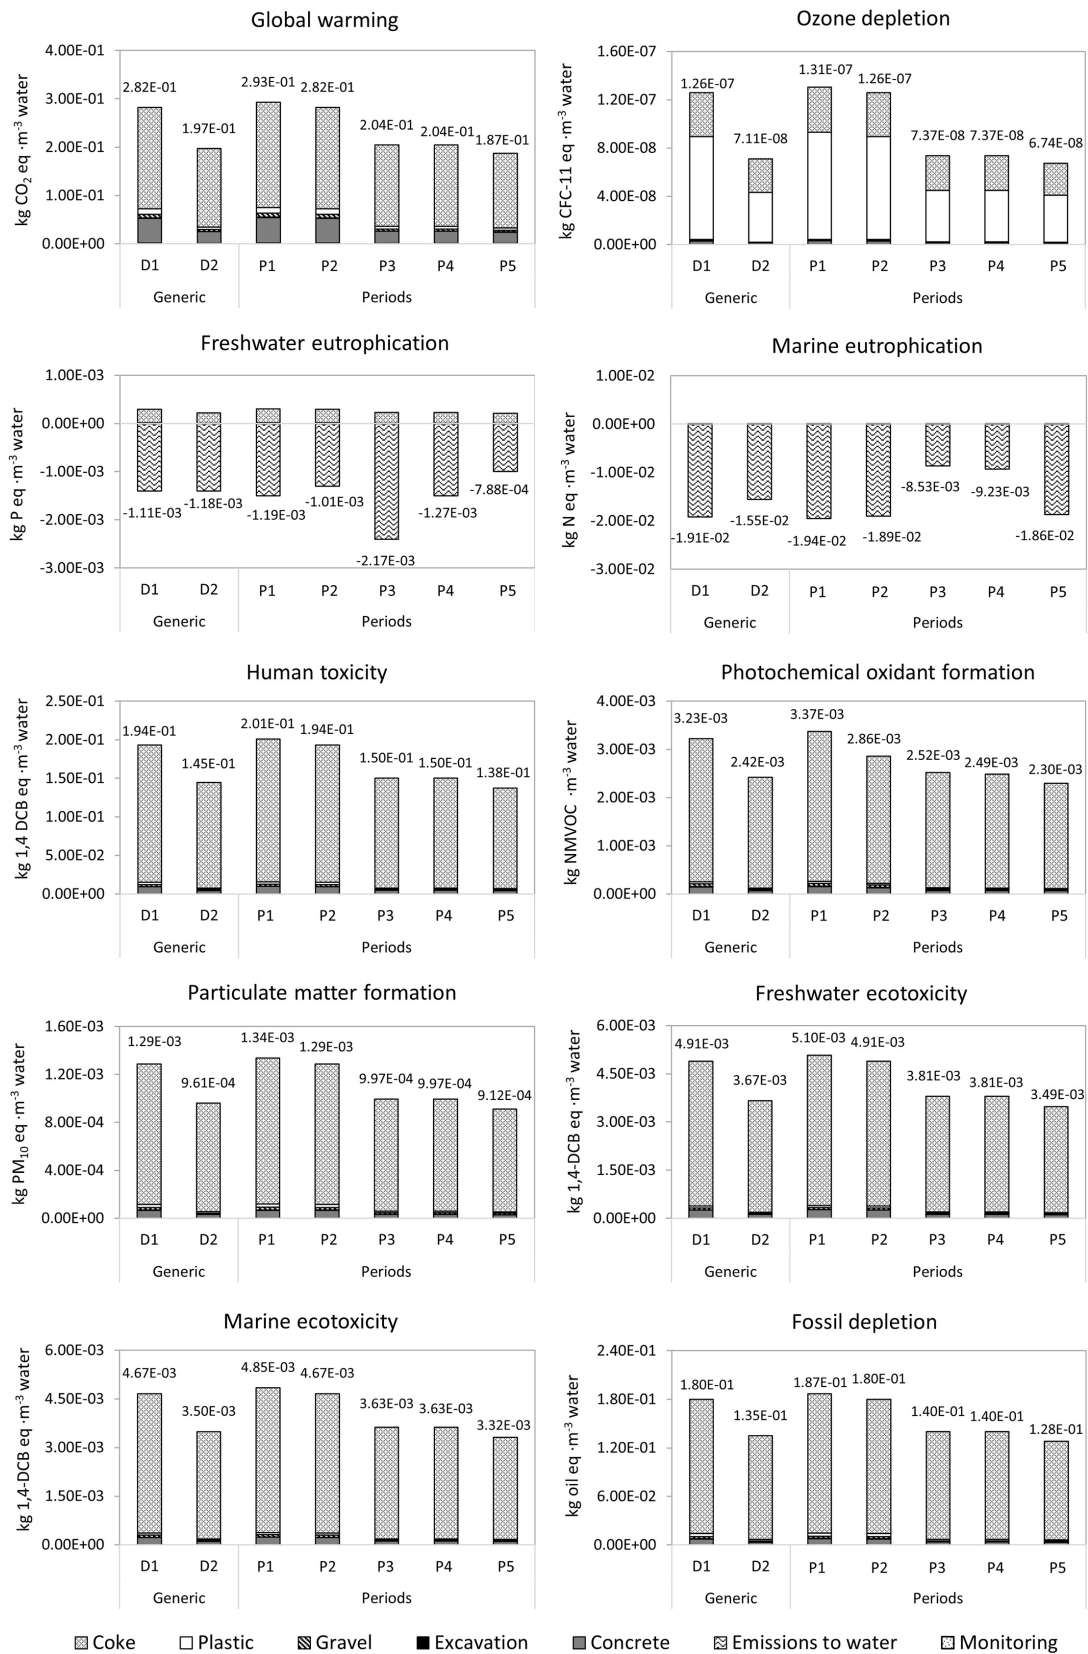 Global warming
kg CO2 eq ·m-3 water
4.00E-01
3.00E-01
2.00E-01
1.00E-01
0.00E+00
2.82E-01
1.97E-01
2.93E-01
2.82E-01
2.04E-01
2.04E-01
1.87E-01
D1 D2 P1 P2 P3 P4 P5
Generic Periods
Ozone depletion
kg CFC-11 eq ·m-3 water
1.60E-07
1.20E-07
8.00E-08
4.00E-08
0.00E+00
1.26E-07
7.11E-08
1.31E-07
1.26E-07
7.37E-08
7.37E-08
6.74E-08
D1 D2 P1 P2 P3 P4 P5
Generic Periods
Freshwater eutrophication
kg P eq ·m-3 water
1.00E-03
0.00E+00
-1.00E-03
-2.00E-03
-3.00E-03
-1.11E-03
-1.18E-03
-1.19E-03
-1.01E-03
-2.17E-03
-1.27E-03
-7.88E-04
D1 D2 P1 P2 P3 P4 P5
Generic Periods
Marine eutrophication
kg N eq ·m-3 water
1.00E-02
0.00E+00
-1.00E-02
-2.00E-02
-3.00E-02
-1.91E-02
-1.55E-02
-1.94E-02
-1.89E-02
-8.53E-03
-9.23E-03
-1.86E-02
D1 D2 P1 P2 P3 P4 P5
Generic Periods
Human toxicity
kg 1,4 DCB eq ·m-3 water
2.50E-01
2.00E-01
1.50E-01
1.00E-01
5.00E-02
0.00E+00
1.94E-01
1.45E-01
2.01E-01
1.94E-01
1.50E-01
1.50E-01
1.38E-01
D1 D2 P1 P2 P3 P4 P5
Generic Periods
Photochemical oxidant formation
kg NMVOC ·m-3 water
4.00E-03
3.00E-03
2.00E-03
1.00E-03
0.00E+00
3.23E-03
2.42E-03
3.37E-03
2.86E-03
2.52E-03
2.49E-03
2.30E-03
D1 D2 P1 P2 P3 P4 P5
Generic Periods
Particulate matter formation
kg PM10 eq ·m-3 water
1.60E-03
1.20E-03
8.00E-04
4.00E-04
0.00E+00
1.29E-03
9.61E-04
1.34E-03
1.29E-03
9.97E-04
9.97E-04
9.12E-04
D1 D2 P1 P2 P3 P4 P5
Generic Periods
Freshwater ecotoxicity
kg 1,4-DCB eq ·m-3 water
6.00E-03
4.50E-03
3.00E-03
1.50E-03
0.00E+00
4.91E-03
3.67E-03
5.10E-03
4.91E-03
3.81E-03
3.81E-03
3.49E-03
D1 D2 P1 P2 P3 P4 P5
Generic Periods
Marine ecotoxicity
kg 1,4-DCB eq ·m-3 water
6.00E-03
4.50E-03
3.00E-03
1.50E-03
0.00E+00
4.67E-03
3.50E-03
4.85E-03
4.67E-03
3.63E-03
3.63E-03
3.32E-03
D1 D2 P1 P2 P3 P4 P5
Generic Periods
Fossil depletion
kg oil eq ·m-3 water
2.40E-01
1.80E-01
1.20E-01
6.00E-02
0.00E+00
1.80E-01
1.35E-01
1.87E-01
1.80E-01
1.40E-01
1.40E-01
1.28E-01
D1 D2 P1 P2 P3 P4 P5
Generic Periods
Coke Plastic Gravel Excavation Concrete Emissions to water Monitoring